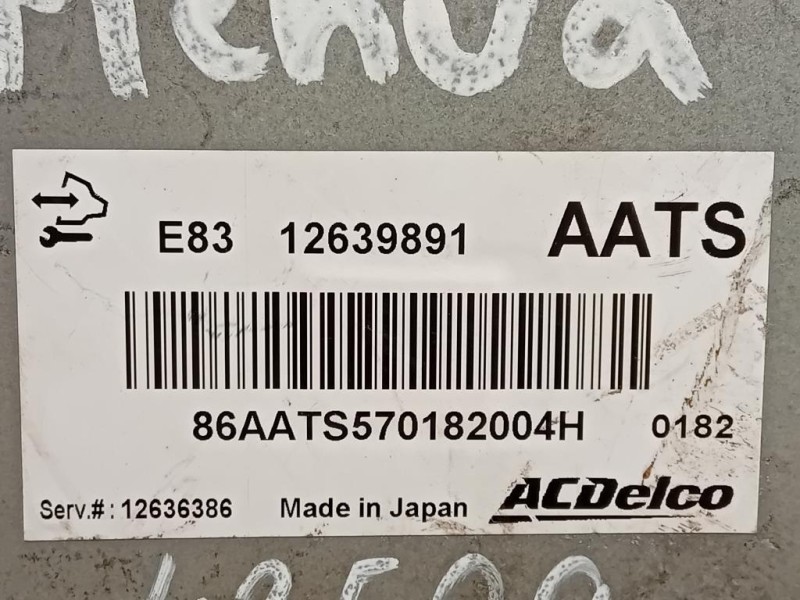 E83 12639891 AATS
86AATS570182004H 0182
Serv.#: 12636386 Made in Japan ACDelco